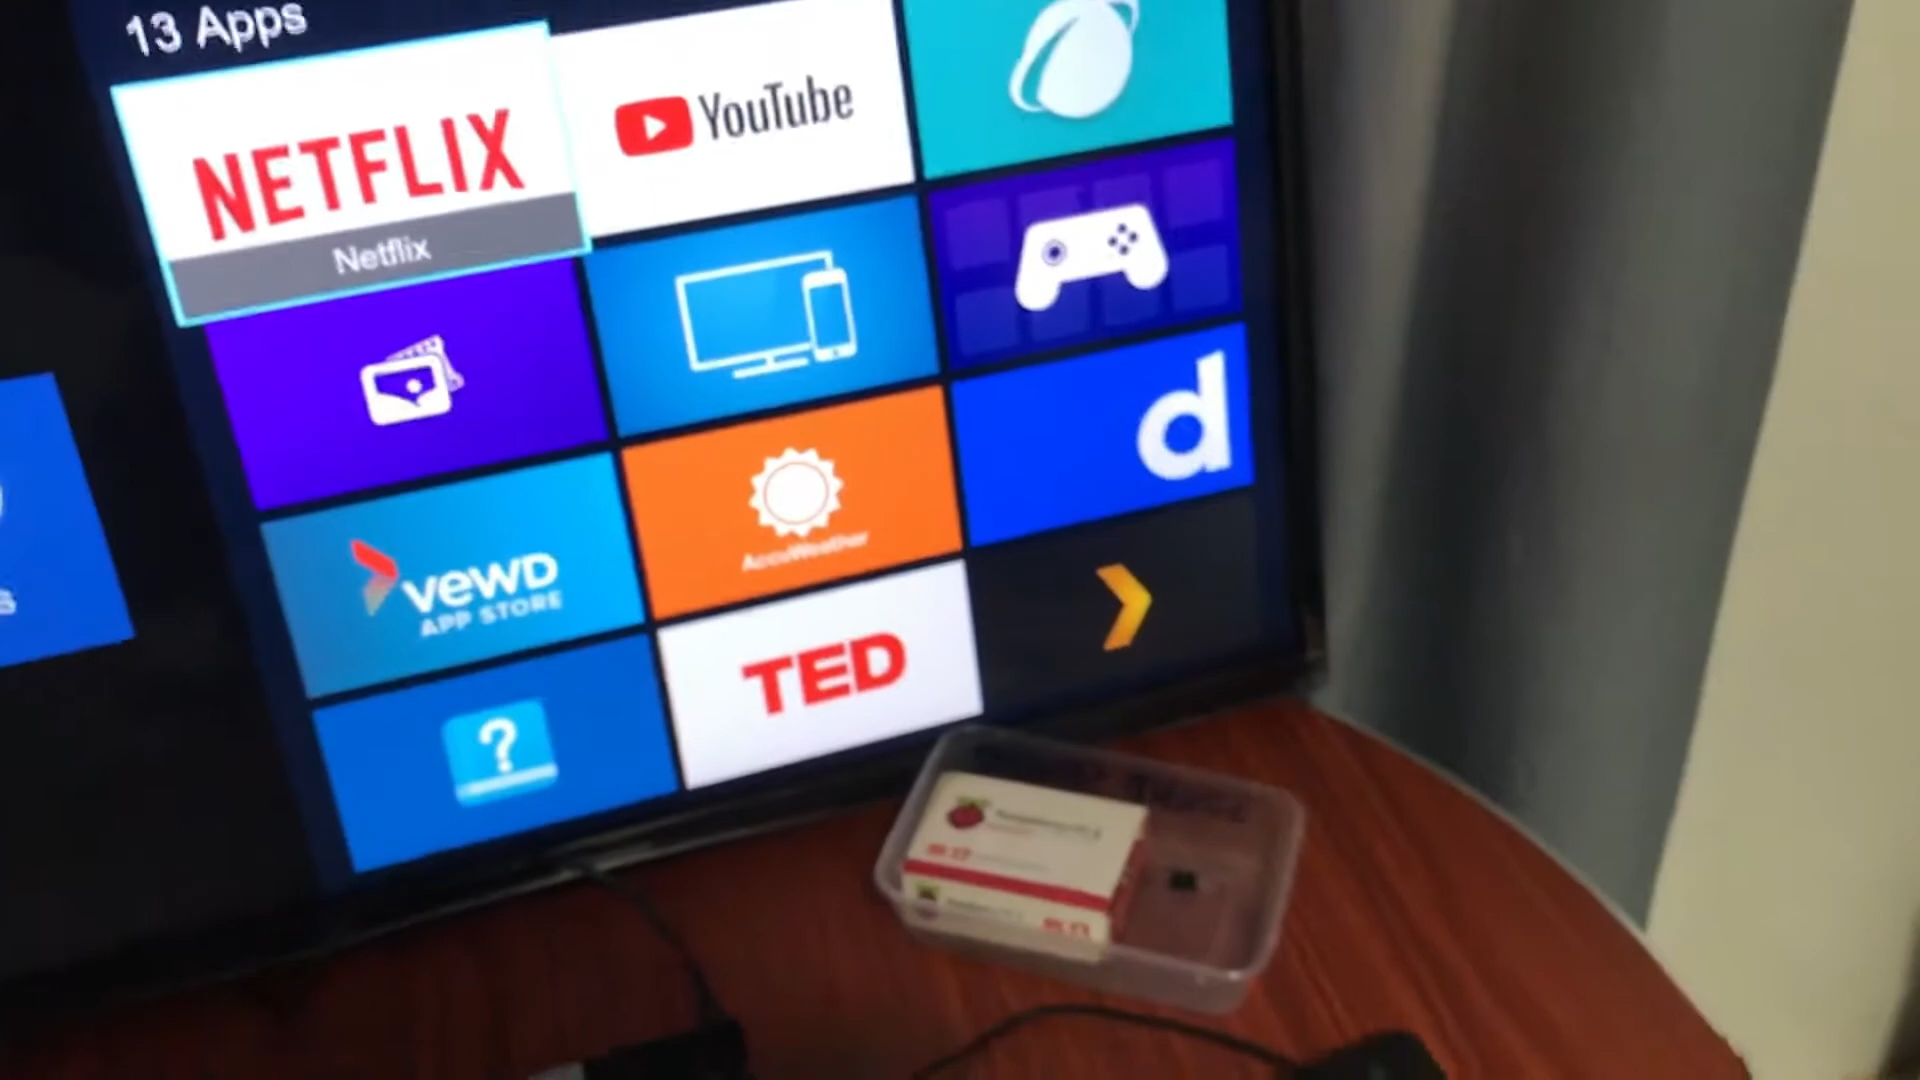 13 Apps
NETFLIX
Netflix
YouTube
AccuWeather
d
vewd
APP STORE
TED
?